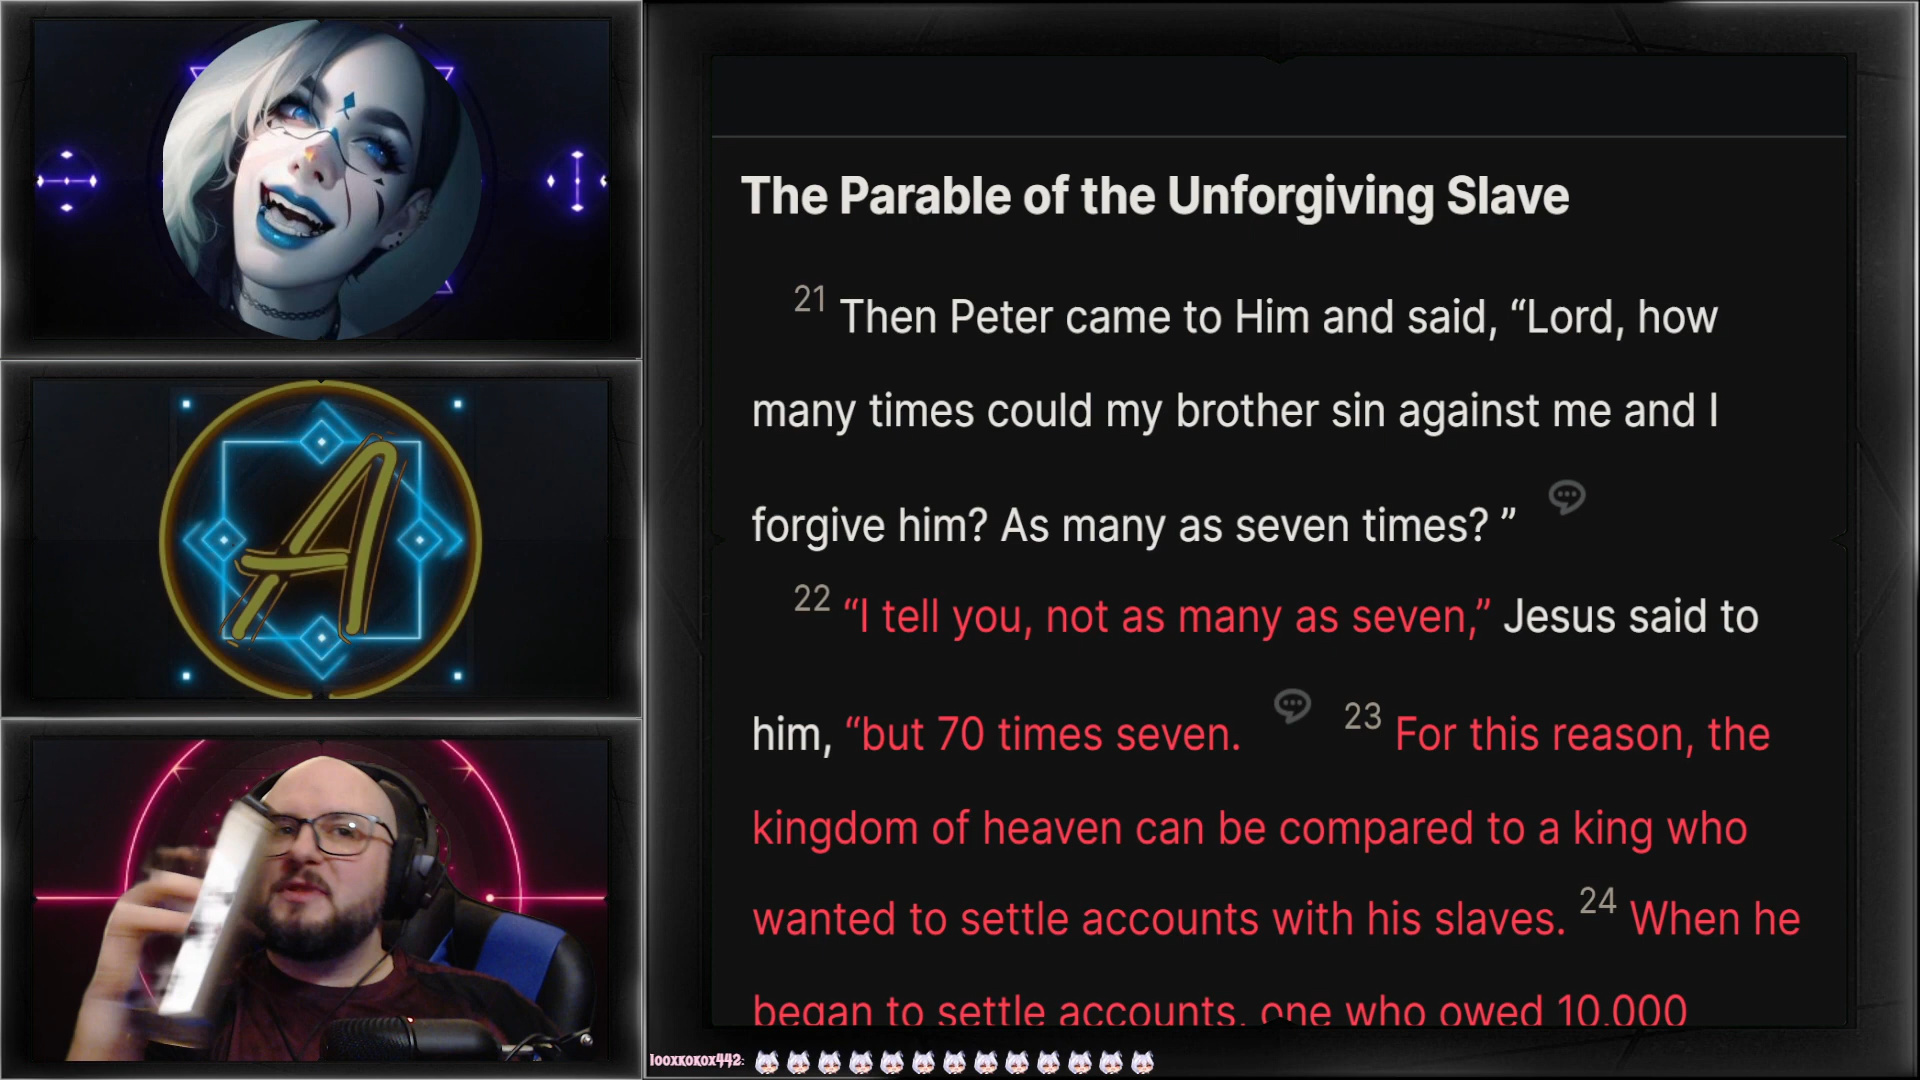 The Parable of the Unforgiving Slave
21 Then Peter came to Him and said, “Lord, how
many times could my brother sin against me and I
forgive him? As many as seven times? ”
22 “I tell you, not as many as seven,” Jesus said to
him, “but 70 times seven. 23 For this reason, the
kingdom of heaven can be compared to a king who
wanted to settle accounts with his slaves. 24 When he
began to settle accounts, one who owed 10,000
A
looxkokox442: